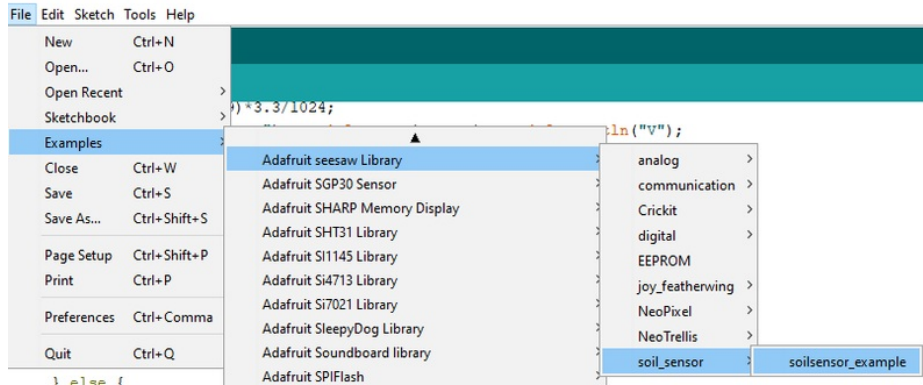 File Edit Sketch Tools Help
New Ctrl+N
Open... Ctrl+O
Open Recent
Sketchbook
Examples
Close Ctrl+W
Save Ctrl+S
Save As... Ctrl+Shift+S
Page Setup Ctrl+Shift+P
Print Ctrl+P
Preferences Ctrl+Comma
Quit Ctrl+Q
)*3.3/1024;
ln("V");
Adafruit seesaw Library
Adafruit SGP30 Sensor
Adafruit SHARP Memory Display
Adafruit SHT31 Library
Adafruit SI1145 Library
Adafruit Si4713 Library
Adafruit Si7021 Library
Adafruit SleepyDog Library
Adafruit Soundboard library
Adafruit SPIFlash
analog
communication
Crickit
digital
EEPROM
joy_featherwing
NeoPixel
NeoTrellis
soil_sensor
soilsensor_example
} else {